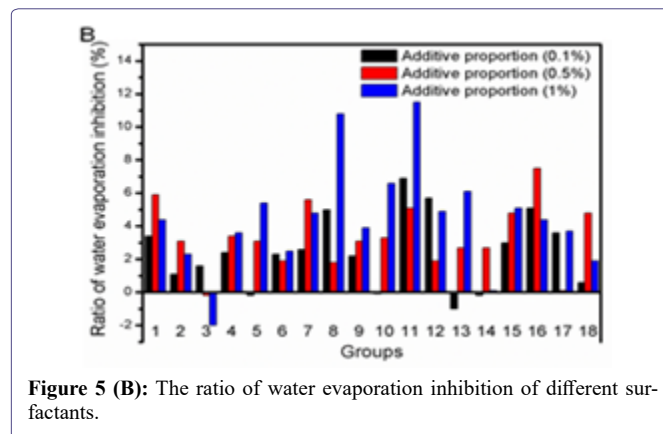 B
Ratio of water evaporation inhibition (%)
14
12
10
8
6
4
2
0
-2
Additive proportion (0.1%)
Additive proportion (0.5%)
Additive proportion (1%)
1 2 3 4 5 6 7 8 9 10 11 12 13 14 15 16 17 18
Groups
Figure 5 (B): The ratio of water evaporation inhibition of different sur-
factants.